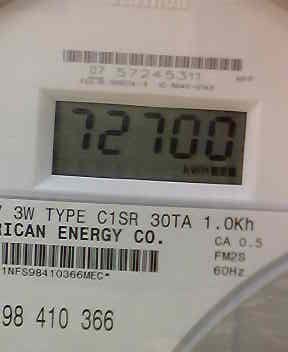 07 57245311
72700
kWh
3W TYPE C1SR 30TA 1.0Kh
RICAN ENERGY CO.
CA 0.5
FM2S
60Hz
1NFS98410366MEC*
98 410 366